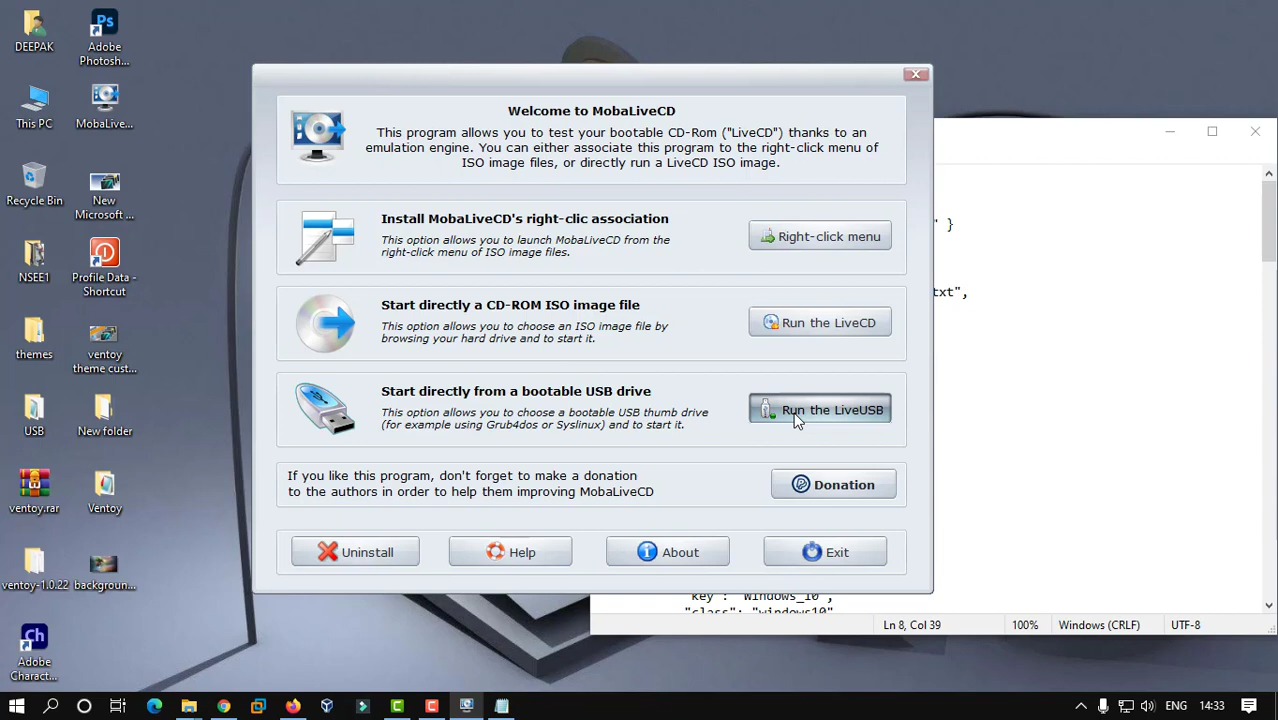 DEEPAK
Adobe
Photosh...
This PC
MobaLive...
Recycle Bin
New
Microsoft ...
NSEE1
Profile Data -
Shortcut
themes
ventoy
theme cust...
USB
New folder
ventoy.rar
Ventoy
ventoy-1.0.22
backgroun...
Adobe
Charact...
Welcome to MobaLiveCD
This program allows you to test your bootable CD-Rom ("LiveCD") thanks to an
emulation engine. You can either associate this program to the right-click menu of
ISO image files, or directly run a LiveCD ISO image.
Install MobaLiveCD's right-clic association
This option allows you to launch MobaLiveCD from the
right-click menu of ISO image files.
Right-click menu
Start directly a CD-ROM ISO image file
This option allows you to choose an ISO image file by
browsing your hard drive and to start it.
Run the LiveCD
Start directly from a bootable USB drive
This option allows you to choose a bootable USB thumb drive
(for example using Grub4dos or Syslinux) and to start it.
Run the LiveUSB
If you like this program, don't forget to make a donation
to the authors in order to help them improving MobaLiveCD
Donation
Uninstall
Help
About
Exit
" }
txt",
"key": "Windows_10",
"class": "windows10"
Ln 8, Col 39
100%
Windows (CRLF)
UTF-8
Ps
Ch
ENG
14:33